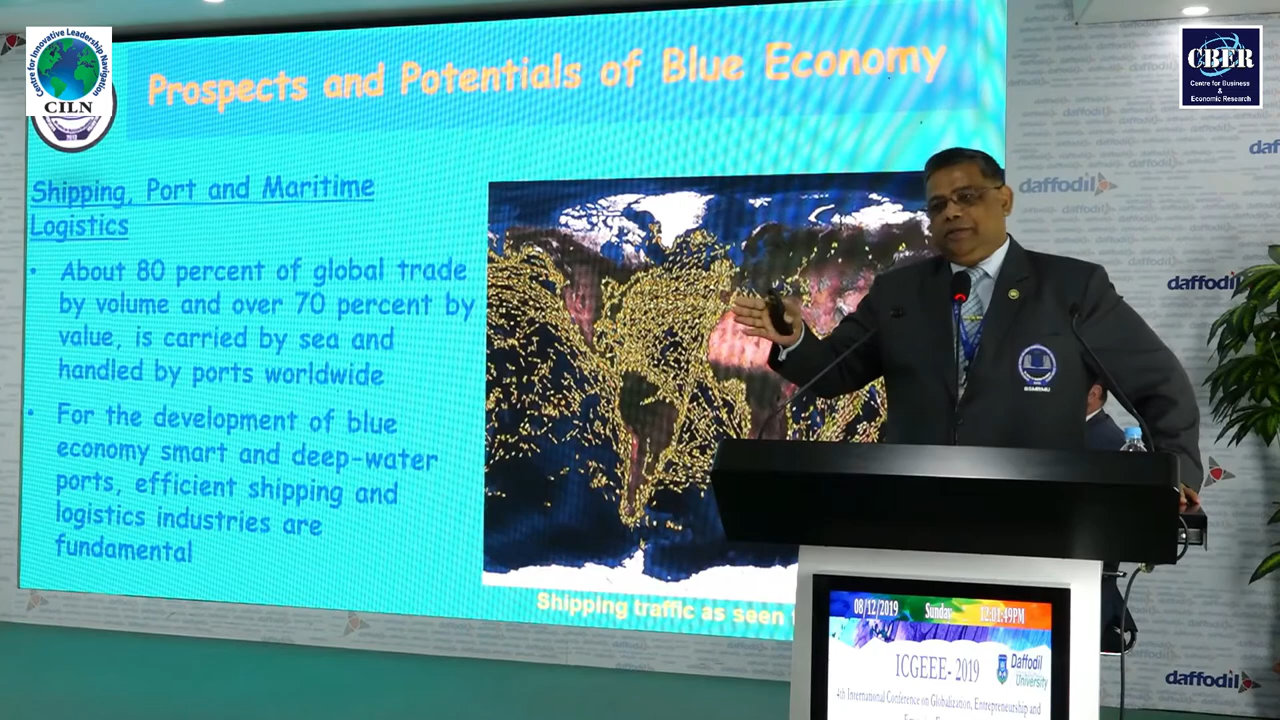 Centre for Innovative Leadership Navigation
CILN
CBER
Centre for Business
&
Economic Research
Prospects and Potentials of Blue Economy
Shipping, Port and Maritime
Logistics
• About 80 percent of global trade
by volume and over 70 percent by
value, is carried by sea and
handled by ports worldwide
• For the development of blue
economy smart and deep-water
ports, efficient shipping and
logistics industries are
fundamental
Shipping traffic as seen
daffodil
daf
daffodil
daffodil
08/12/2019 Sunday 12:01:49PM
ICGEEE- 2019
Daffodil
University
4th International Conference on Globalization, Entrepreneurship and